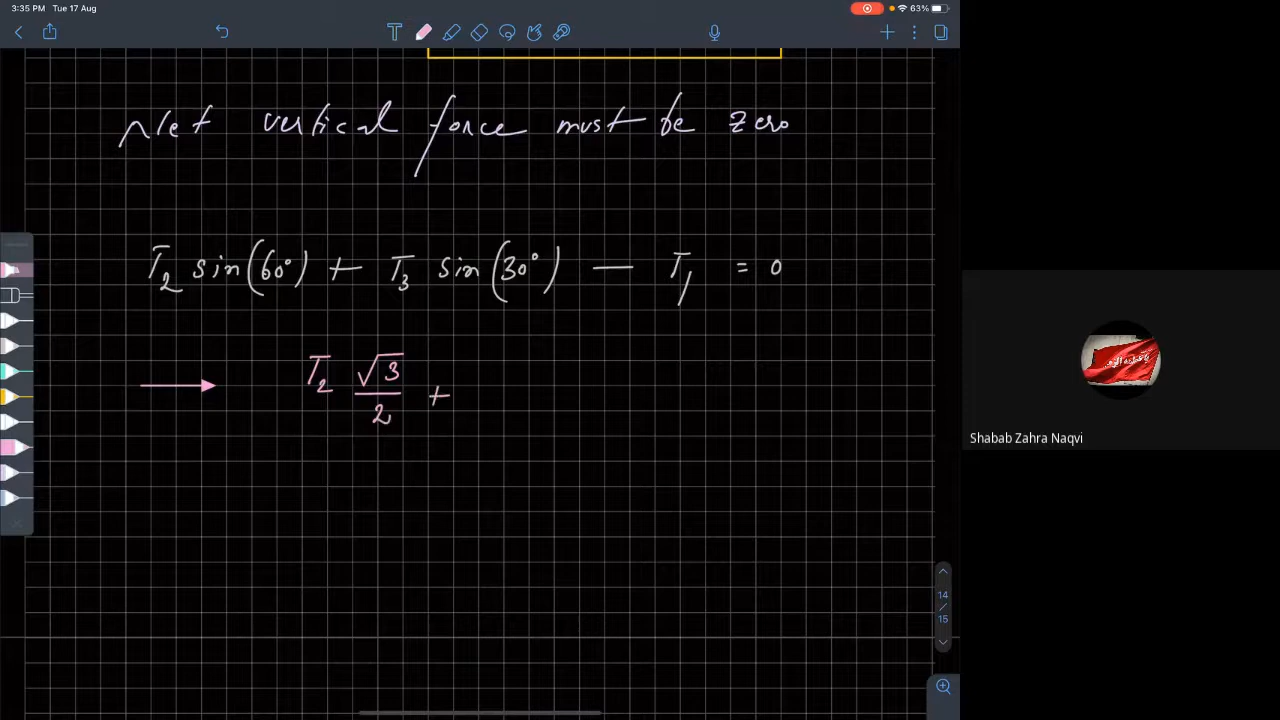 3:35 PM Tue 17 Aug
63%
Net vertical force must be zero
T₂ sin(60°) + T₃ sin(30°) — T₁ = 0
→ T₂ √3/2 +
Shabab Zahra Naqvi
14
/
15